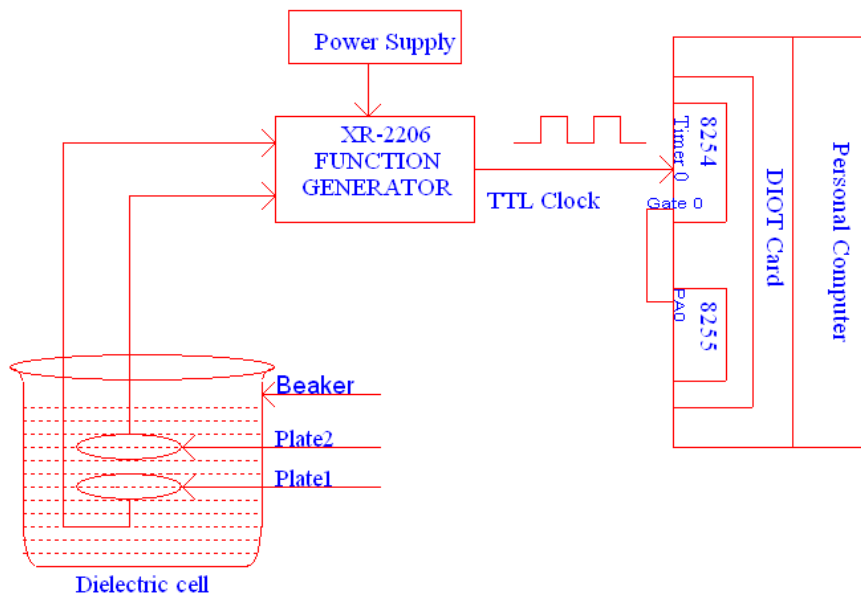 Power Supply
XR-2206
FUNCTION
GENERATOR
TTL Clock
8254
Timer 0
Gate 0
DIOT Card
Personal Computer
PA0
8255
Beaker
Plate2
Plate1
Dielectric cell